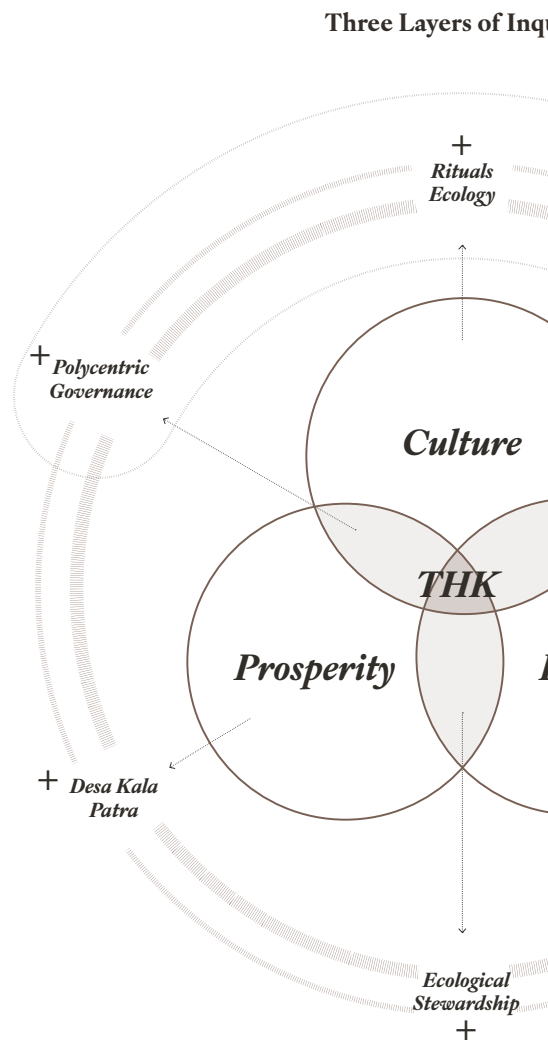 Three Layers of Inqu
+
Rituals
Ecology
+ Polycentric
Governance
Culture
THK
Prosperity
+ Desa Kala
Patra
Ecological
Stewardship
+